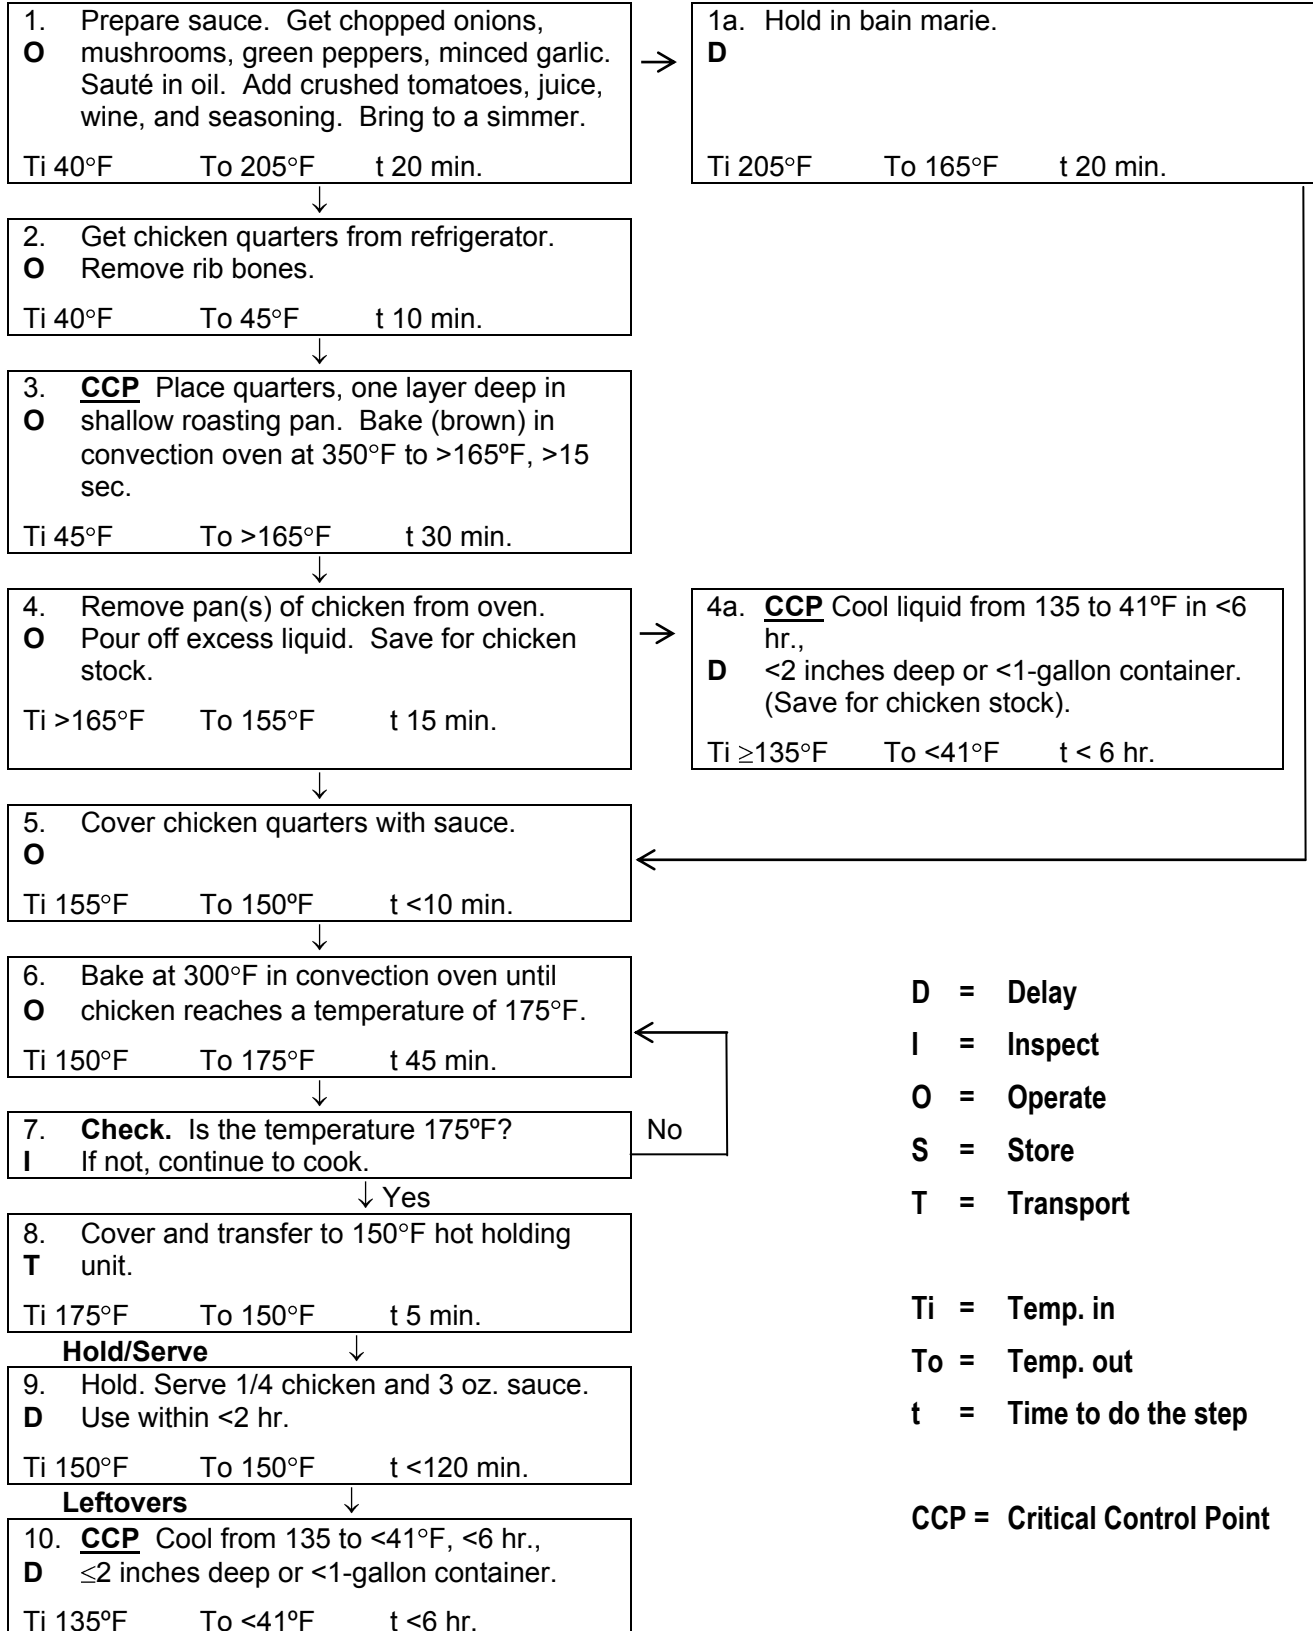 1. Prepare sauce. Get chopped onions,
O mushrooms, green peppers, minced garlic.
Sauté in oil. Add crushed tomatoes, juice,
wine, and seasoning. Bring to a simmer.
Ti 40°F To 205°F t 20 min.
→
1a. Hold in bain marie.
D
Ti 205°F To 165°F t 20 min.
↓
2. Get chicken quarters from refrigerator.
O Remove rib bones.
Ti 40°F To 45°F t 10 min.
↓
3. CCP Place quarters, one layer deep in
O shallow roasting pan. Bake (brown) in
convection oven at 350°F to >165ºF, >15
sec.
Ti 45°F To >165°F t 30 min.
↓
4. Remove pan(s) of chicken from oven.
O Pour off excess liquid. Save for chicken
stock.
Ti >165°F To 155°F t 15 min.
→
4a. CCP Cool liquid from 135 to 41ºF in <6
hr.,
D <2 inches deep or <1-gallon container.
(Save for chicken stock).
Ti ≥135°F To <41°F t < 6 hr.
↓
5. Cover chicken quarters with sauce.
O
Ti 155°F To 150ºF t <10 min.
↓
6. Bake at 300°F in convection oven until
O chicken reaches a temperature of 175°F.
Ti 150°F To 175°F t 45 min.
↓
7. Check. Is the temperature 175ºF?
I If not, continue to cook.
No
↓ Yes
8. Cover and transfer to 150°F hot holding
T unit.
Ti 175°F To 150°F t 5 min.
Hold/Serve ↓
9. Hold. Serve 1/4 chicken and 3 oz. sauce.
D Use within <2 hr.
Ti 150°F To 150°F t <120 min.
Leftovers ↓
10. CCP Cool from 135 to <41°F, <6 hr.,
D ≤2 inches deep or <1-gallon container.
Ti 135ºF To <41ºF t <6 hr.
D = Delay
I = Inspect
O = Operate
S = Store
T = Transport
Ti = Temp. in
To = Temp. out
t = Time to do the step
CCP = Critical Control Point